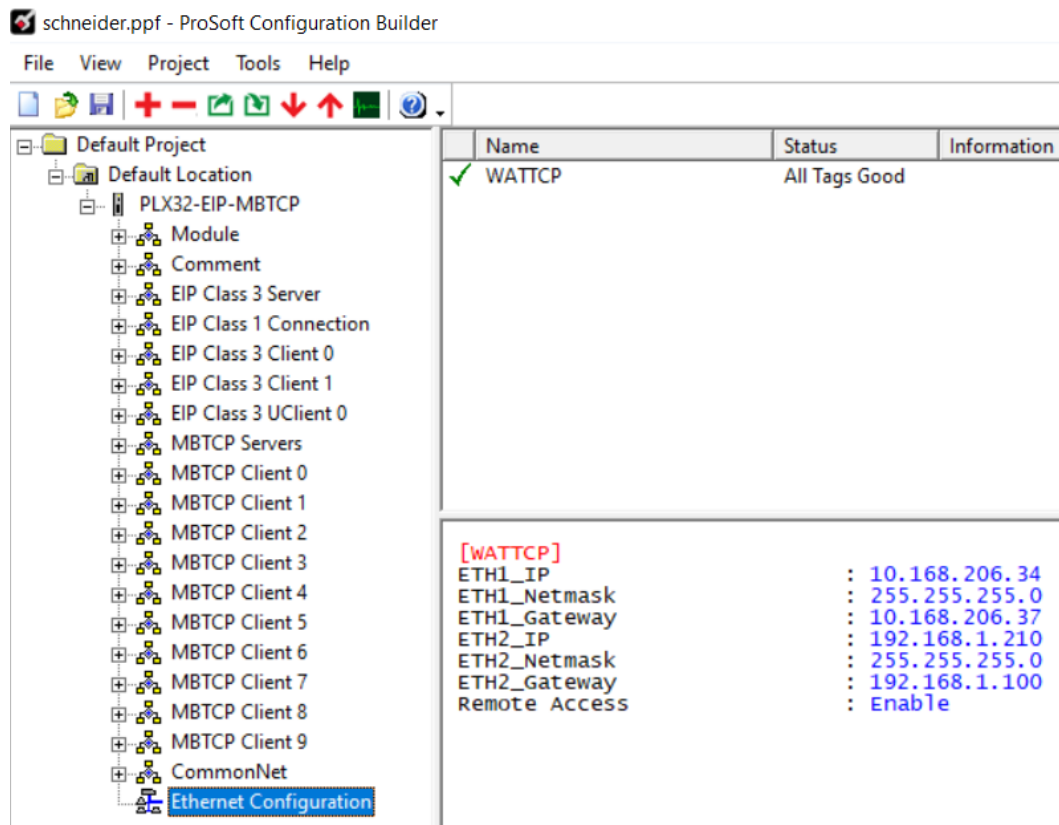 schneider.ppf - ProSoft Configuration Builder
File View Project Tools Help
Default Project
Default Location
PLX32-EIP-MBTCP
Module
Comment
EIP Class 3 Server
EIP Class 1 Connection
EIP Class 3 Client 0
EIP Class 3 Client 1
EIP Class 3 UClient 0
MBTCP Servers
MBTCP Client 0
MBTCP Client 1
MBTCP Client 2
MBTCP Client 3
MBTCP Client 4
MBTCP Client 5
MBTCP Client 6
MBTCP Client 7
MBTCP Client 8
MBTCP Client 9
CommonNet
Ethernet Configuration
Name Status Information
WATTCP All Tags Good
[WATTCP]
ETH1_IP : 10.168.206.34
ETH1_Netmask : 255.255.255.0
ETH1_Gateway : 10.168.206.37
ETH2_IP : 192.168.1.210
ETH2_Netmask : 255.255.255.0
ETH2_Gateway : 192.168.1.100
Remote Access : Enable